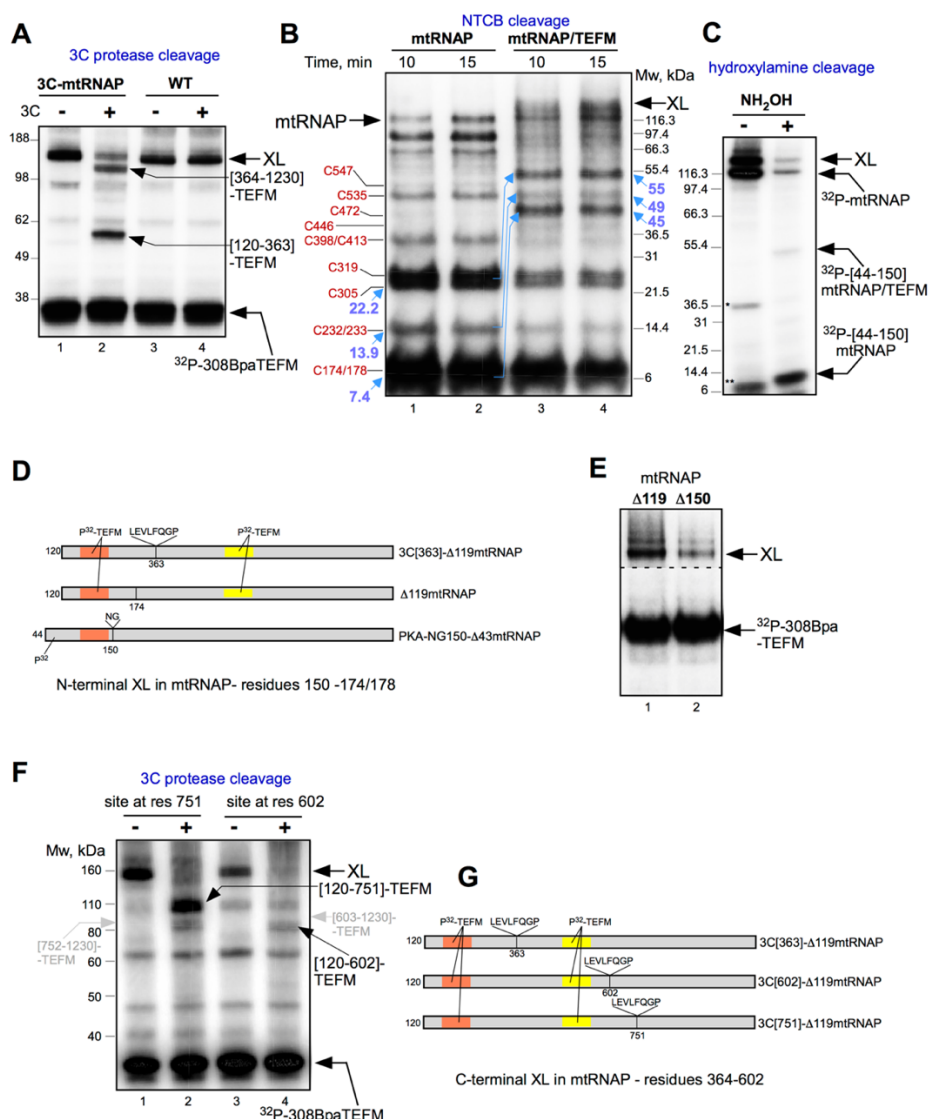 A
3C protease cleavage
3C-mtRNAP WT
3C - + - +
188
98
62
49
38
XL
[364-1230]
-TEFM
[120-363]
-TEFM
1 2 3 4
32P-308BpaTEFM
B
NTCB cleavage
mtRNAP mtRNAP/TEFM
Time, min 10 15 10 15
Mw, kDa
mtRNAP
XL
C547
C535
C472
C446
C398/C413
C319
C305
22.2
C232/233
13.9
C174/178
7.4
116.3
97.4
66.3
55.4
55
49
45
36.5
31
21.5
14.4
6
1 2 3 4
C
hydroxylamine cleavage
NH2OH
- +
116.3
97.4
66.3
55.4
36.5
31
21.5
14.4
6
*
**
XL
32P-mtRNAP
32P-[44-150]
mtRNAP/TEFM
32P-[44-150]
mtRNAP
1 2
D
P32-TEFM LEVLFQGP P32-TEFM
120 363 3C[363]-Δ119mtRNAP
120 174 Δ119mtRNAP
NG
44 150 PKA-NG150-Δ43mtRNAP
P32
N-terminal XL in mtRNAP- residues 150 -174/178
E
mtRNAP
Δ119 Δ150
XL
32P-308Bpa
-TEFM
1 2
F
3C protease cleavage
site at res 751 site at res 602
- + - +
Mw, kDa
160
110
80
60
50
40
XL
[120-751]-TEFM
[603-1230]-
-TEFM
[752-1230]-
-TEFM
[120-602]-
TEFM
1 2 3 4
32P-308BpaTEFM
G
P32-TEFM LEVLFQGP P32-TEFM
120 363 3C[363]-Δ119mtRNAP
LEVLFQGP
120 602 3C[602]-Δ119mtRNAP
LEVLFQGP
120 751 3C[751]-Δ119mtRNAP
C-terminal XL in mtRNAP - residues 364-602